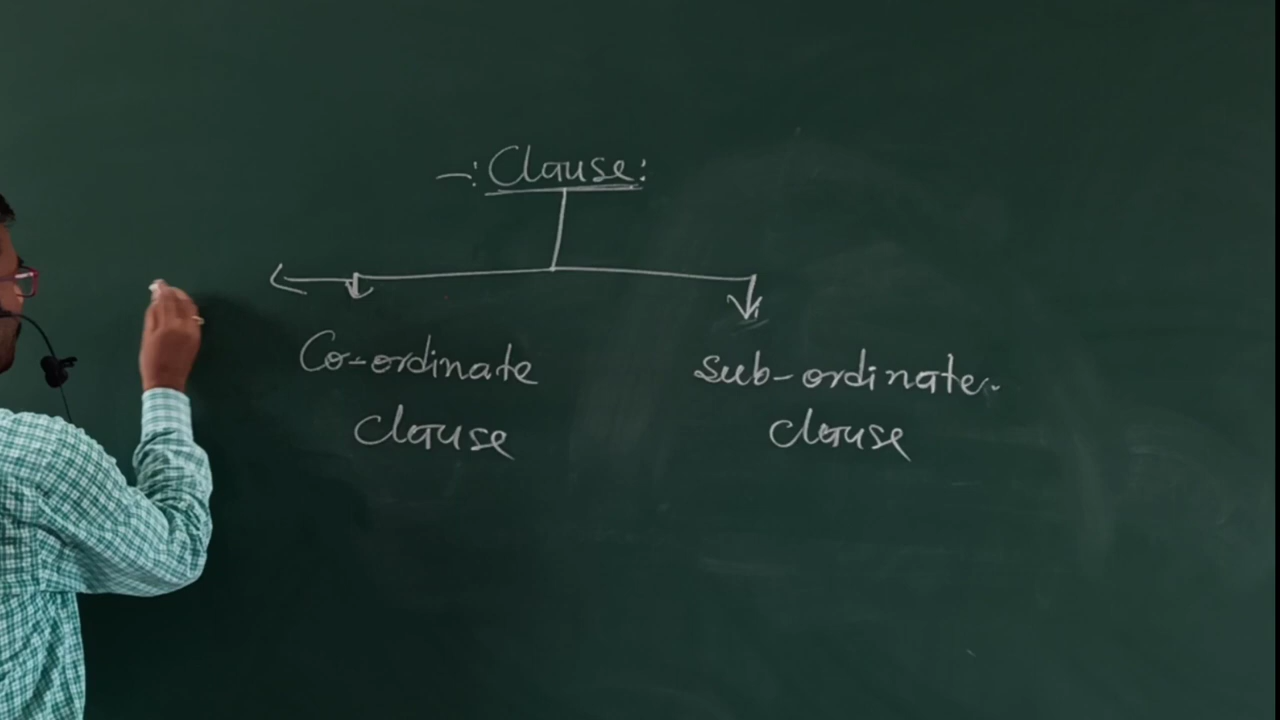 -: Clause:
Co-ordinate
clause
sub-ordinate.
clause